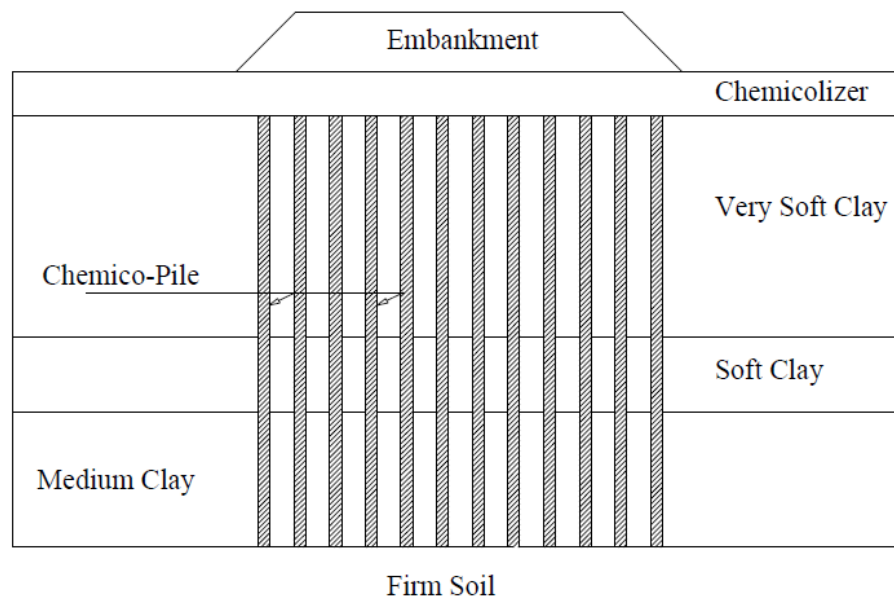 Embankment
Chemicolizer
Very Soft Clay
Chemico-Pile
Soft Clay
Medium Clay
Firm Soil